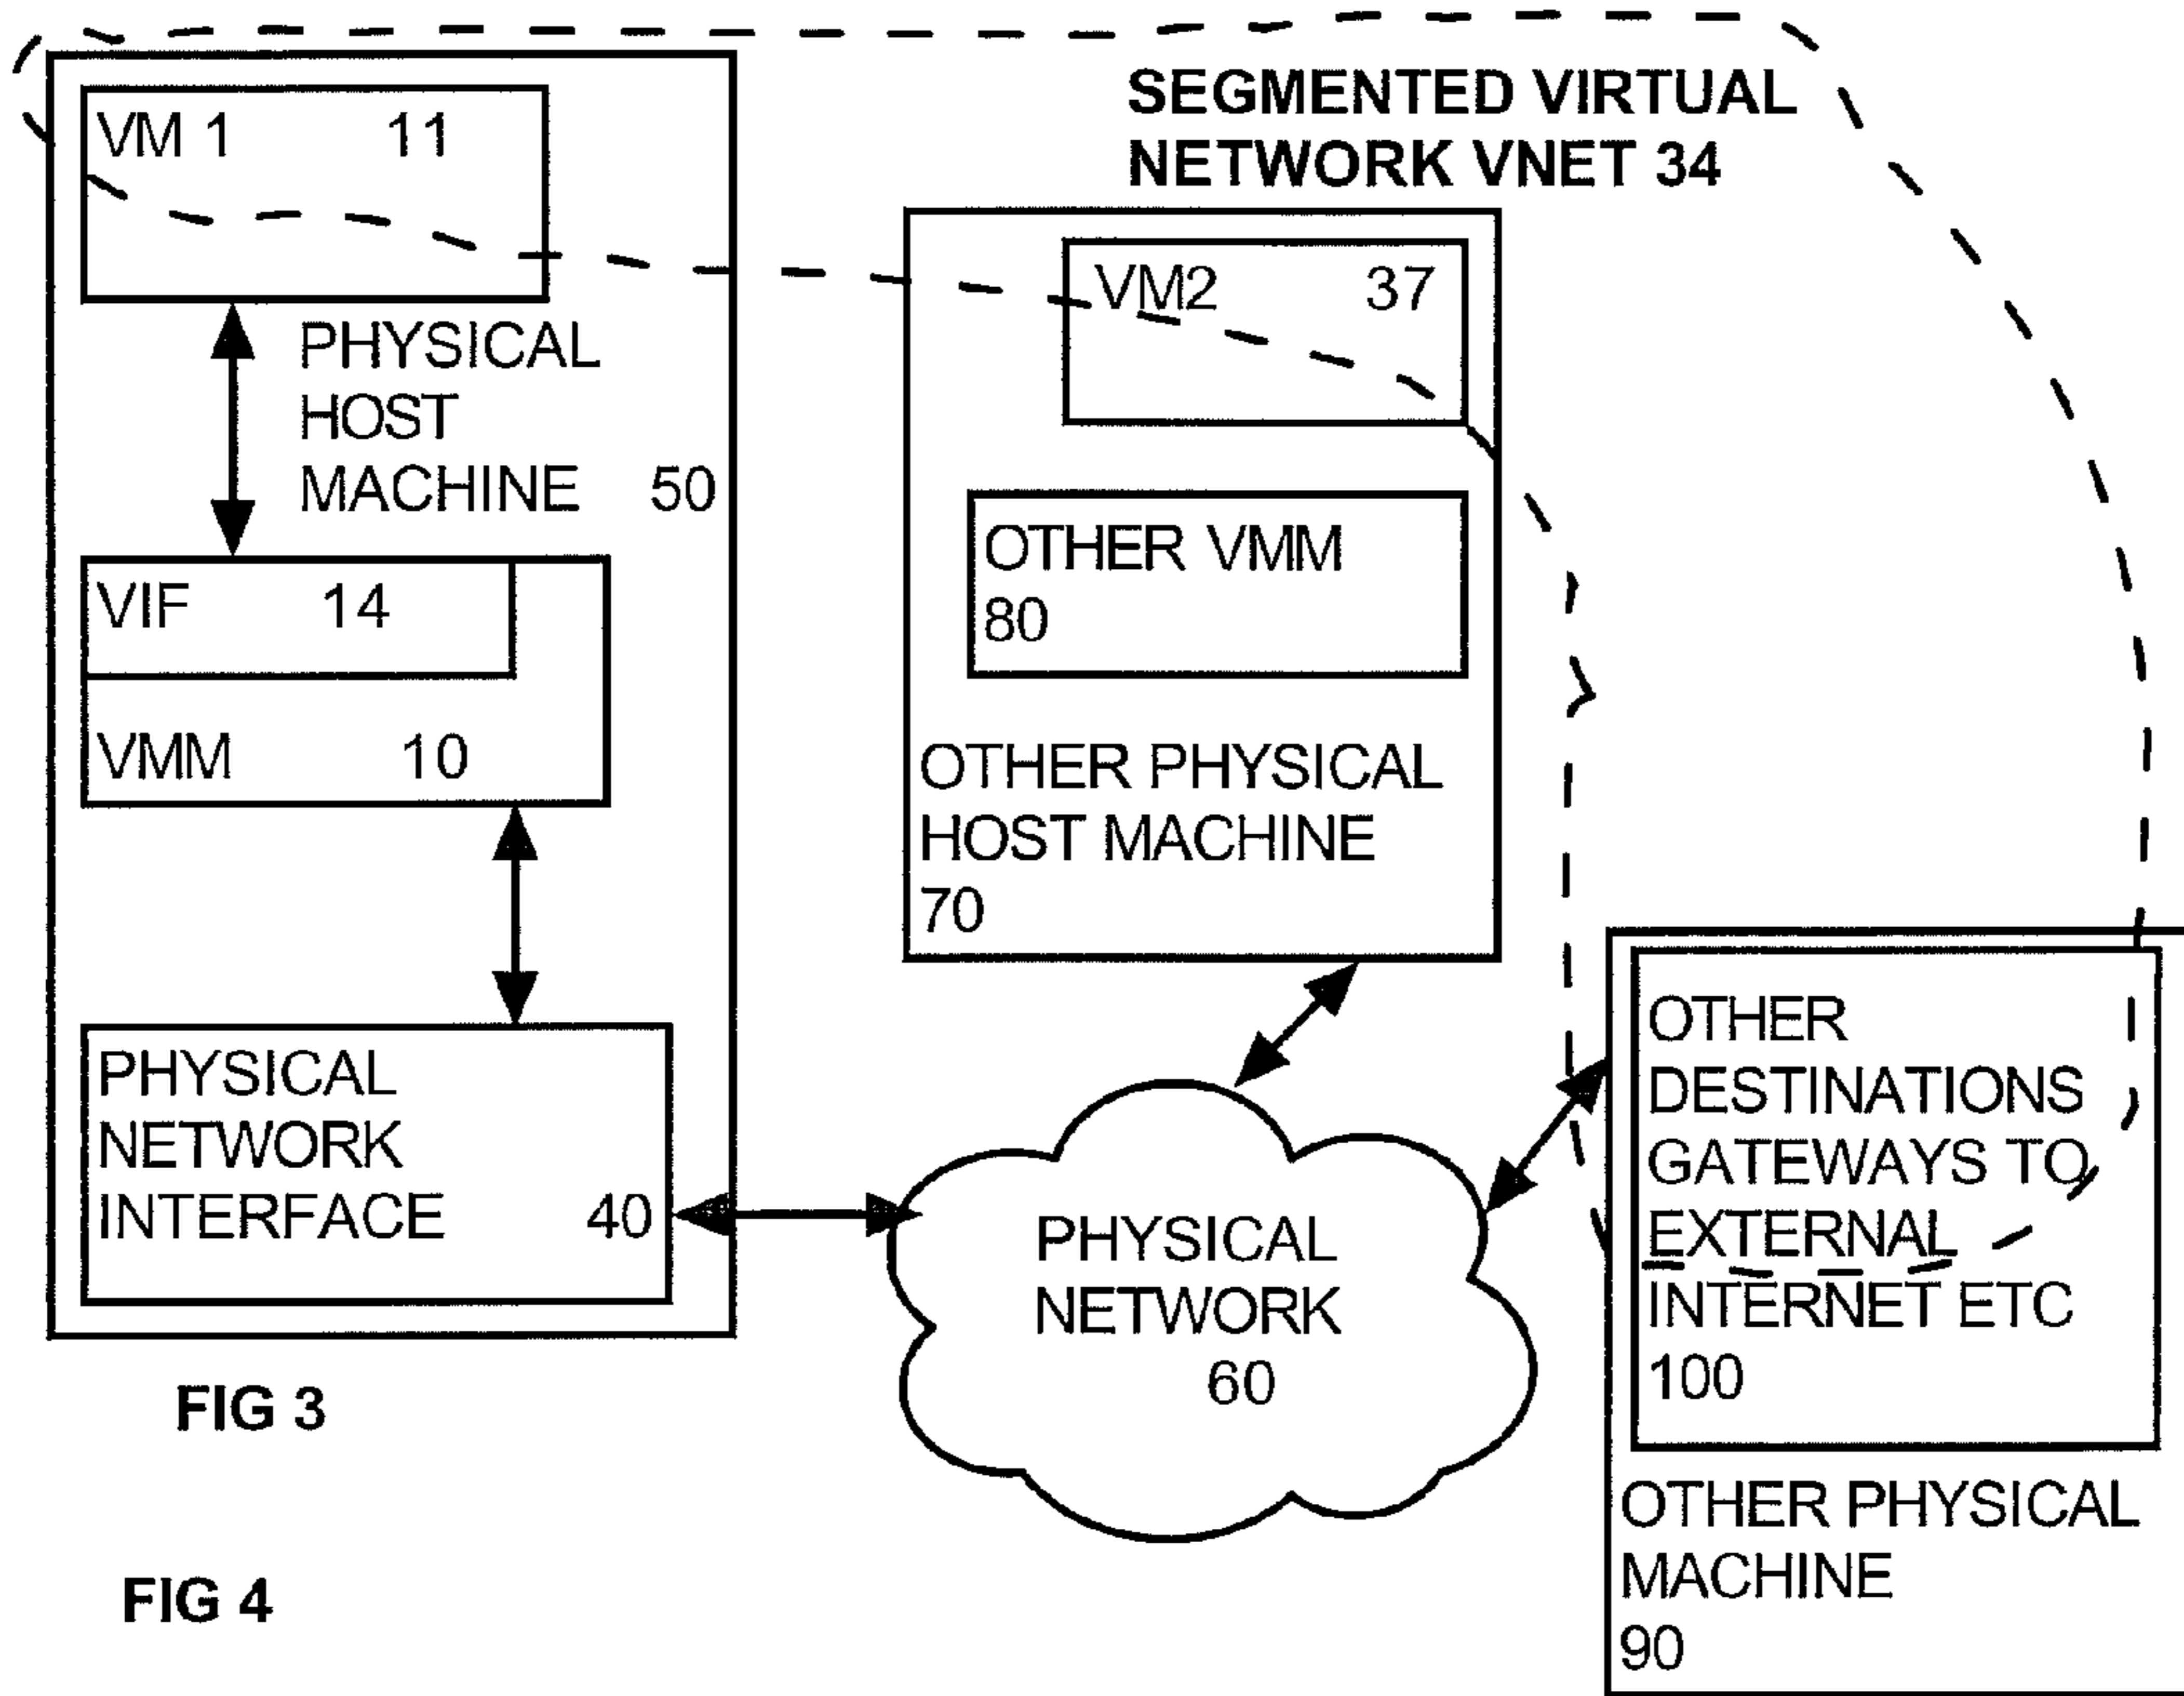 SEGMENTED VIRTUAL
NETWORK VNET 34
VM 1 11
PHYSICAL
HOST
MACHINE 50
VIF 14
VMM 10
PHYSICAL
NETWORK
INTERFACE 40
VM2 37
OTHER VMM
80
OTHER PHYSICAL
HOST MACHINE
70
PHYSICAL
NETWORK
60
OTHER
DESTINATIONS
GATEWAYS TO
EXTERNAL
INTERNET ETC
100
OTHER PHYSICAL
MACHINE
90
FIG 3
FIG 4